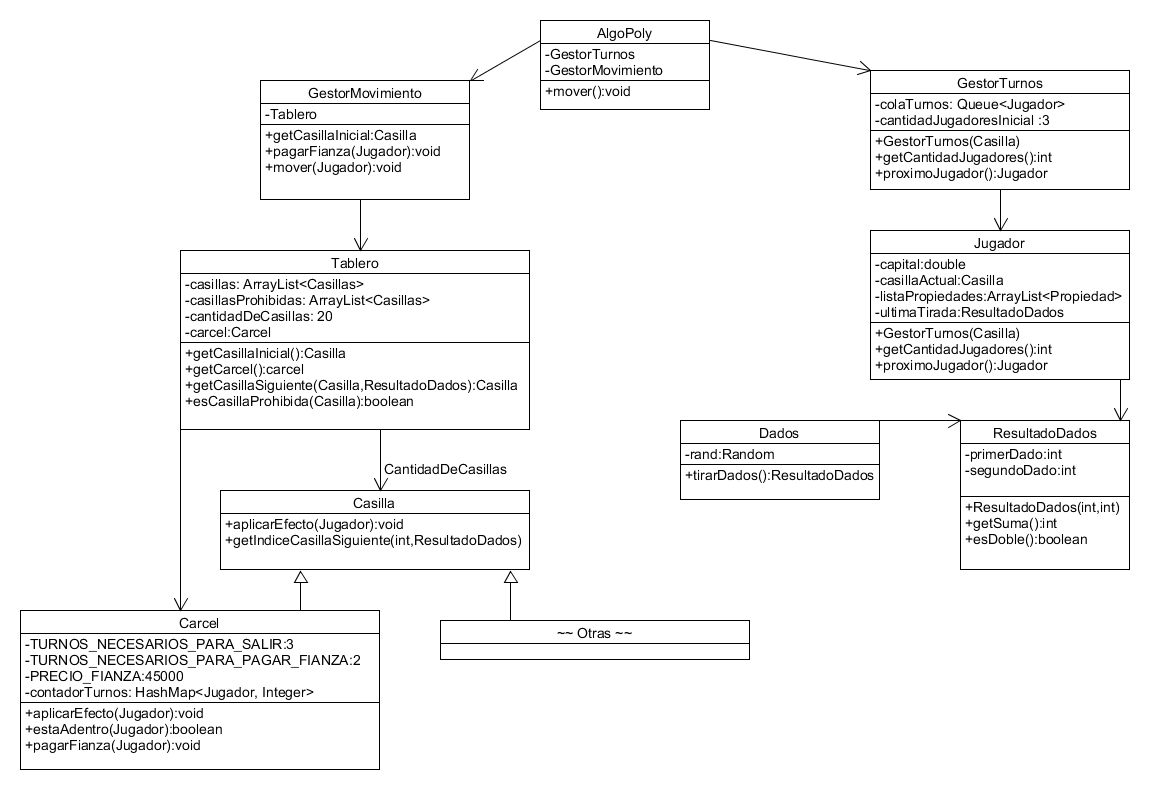 AlgoPoly
-GestorTurnos
-GestorMovimiento
+mover():void
GestorMovimiento
-Tablero
+getCasillaInicial:Casilla
+pagarFianza(Jugador):void
+mover(Jugador):void
GestorTurnos
-colaTurnos: Queue<Jugador>
-cantidadJugadoresInicial :3
+GestorTurnos(Casilla)
+getCantidadJugadores():int
+proximoJugador():Jugador
Tablero
-casillas: ArrayList<Casillas>
-casillasProhibidas: ArrayList<Casillas>
-cantidadDeCasillas: 20
-carcel:Carcel
+getCasillaInicial():Casilla
+getCarcel():carcel
+getCasillaSiguiente(Casilla,ResultadoDados):Casilla
+esCasillaProhibida(Casilla):boolean
Jugador
-capital:double
-casillaActual:Casilla
-listaPropiedades:ArrayList<Propiedad>
-ultimaTirada:ResultadoDados
+GestorTurnos(Casilla)
+getCantidadJugadores():int
+proximoJugador():Jugador
Dados
-rand:Random
+tirarDados():ResultadoDados
ResultadoDados
-primerDado:int
-segundoDado:int
+ResultadoDados(int,int)
+getSuma():int
+esDoble():boolean
CantidadDeCasillas
Casilla
+aplicarEfecto(Jugador):void
+getIndiceCasillaSiguiente(int,ResultadoDados)
Carcel
-TURNOS_NECESARIOS_PARA_SALIR:3
-TURNOS_NECESARIOS_PARA_PAGAR_FIANZA:2
-PRECIO_FIANZA:45000
-contadorTurnos: HashMap<Jugador, Integer>
+aplicarEfecto(Jugador):void
+estaAdentro(Jugador):boolean
+pagarFianza(Jugador):void
~~ Otras ~~